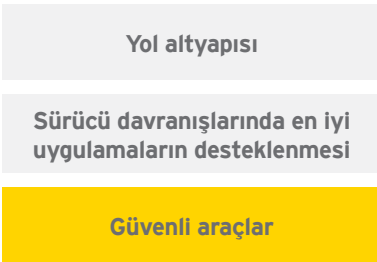 Yol altyapısı
Sürücü davranışlarında en iyi
uygulamaların desteklenmesi
Güvenli araçlar